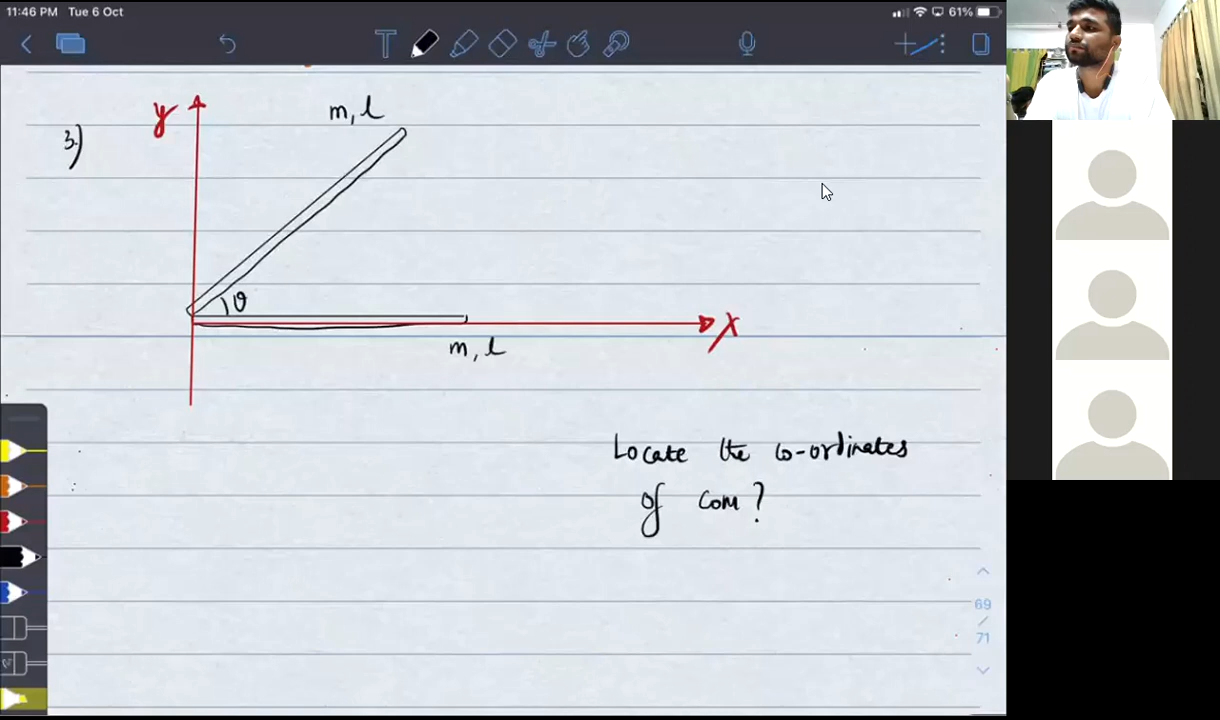 11:46 PM Tue 6 Oct
61%
T
3.)
y
m, l
θ
x
m, l
Locate the co-ordinates
of com?
69
/
71